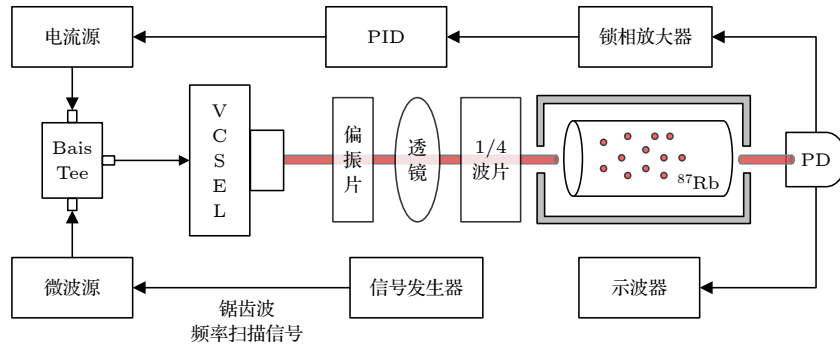 电流源
PID
锁相放大器
Bais
Tee
V
C
S
E
L
偏
振
片
透
镜
1/4
波片
⁸⁷Rb
PD
微波源
锯齿波
频率扫描信号
信号发生器
示波器